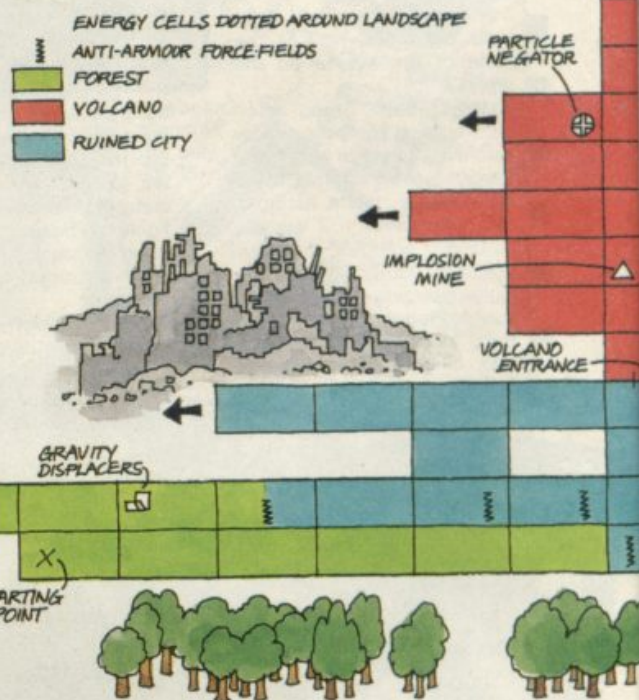 ENERGY CELLS DOTTED AROUND LANDSCAPE
ANTI-ARMOUR FORCE-FIELDS
FOREST
VOLCANO
RUINED CITY
PARTICLE
NEGATOR
IMPLOSION
MINE
VOLCANO
ENTRANCE
GRAVITY
DISPLACERS
X
ARTING
POINT